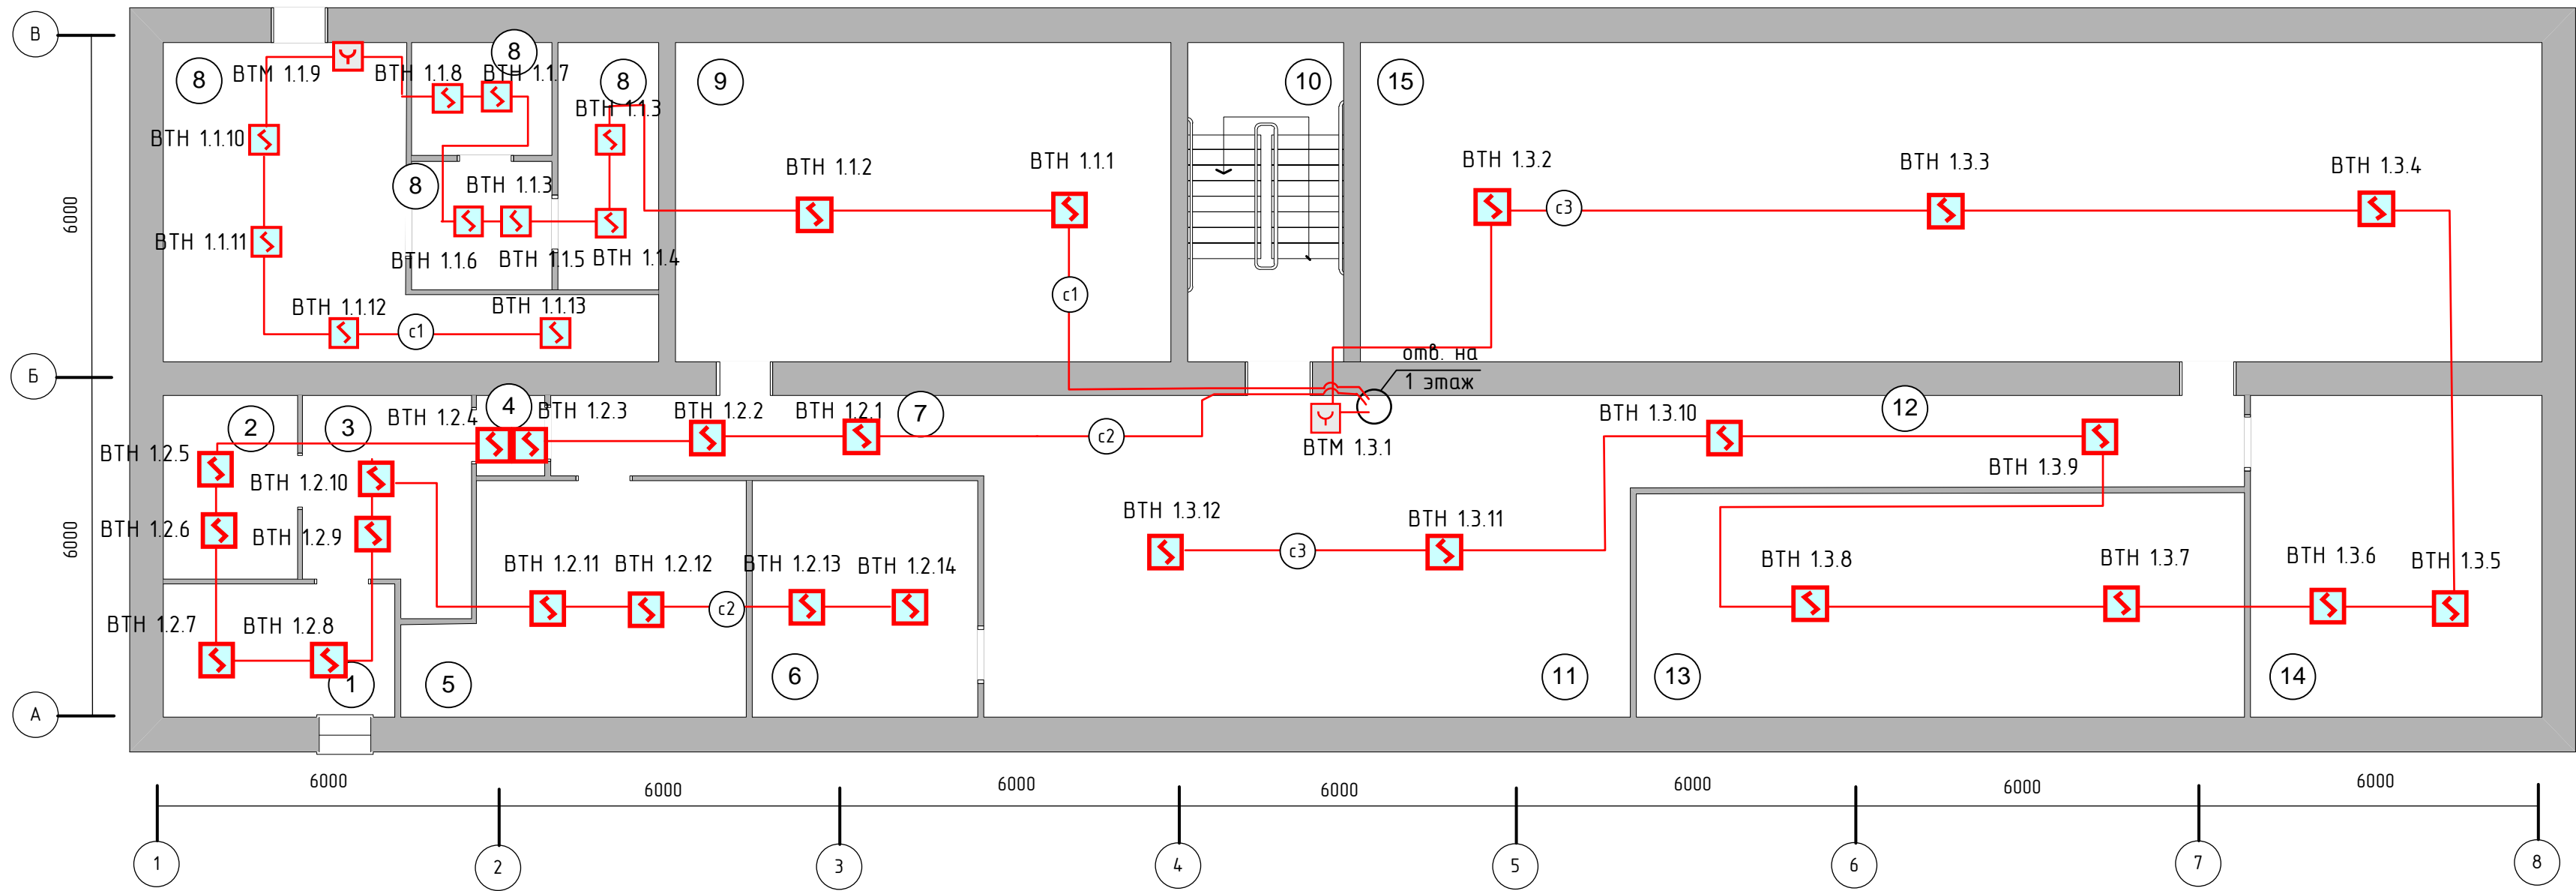 В
8
ВТМ 1.1.9
ВТН 1.1.8
8
ВТН 1.1.7
8
ВТН 1.1.3
9
10
15
ВТН 1.1.10
ВТН 1.1.2
ВТН 1.1.1
ВТН 1.3.2
ВТН 1.3.3
ВТН 1.3.4
8
ВТН 1.1.3
с3
6000
ВТН 1.1.11
ВТН 1.1.6
ВТН 1.1.5
ВТН 1.1.4
с1
ВТН 1.1.12
ВТН 1.1.13
с1
отв. на
1 этаж
Б
2
3
ВТН 1.2.4
4
ВТН 1.2.3
ВТН 1.2.2
ВТН 1.2.1
7
с2
ВТМ 1.3.1
ВТН 1.3.10
12
ВТН 1.3.9
ВТН 1.2.5
ВТН 1.2.10
6000
ВТН 1.2.6
ВТН 1.2.9
ВТН 1.3.12
ВТН 1.3.11
с3
ВТН 1.2.11
ВТН 1.2.12
ВТН 1.2.13
ВТН 1.2.14
с2
ВТН 1.3.8
ВТН 1.3.7
ВТН 1.3.6
ВТН 1.3.5
ВТН 1.2.7
ВТН 1.2.8
1
5
6
11
13
14
А
6000
6000
6000
6000
6000
6000
6000
1
2
3
4
5
6
7
8